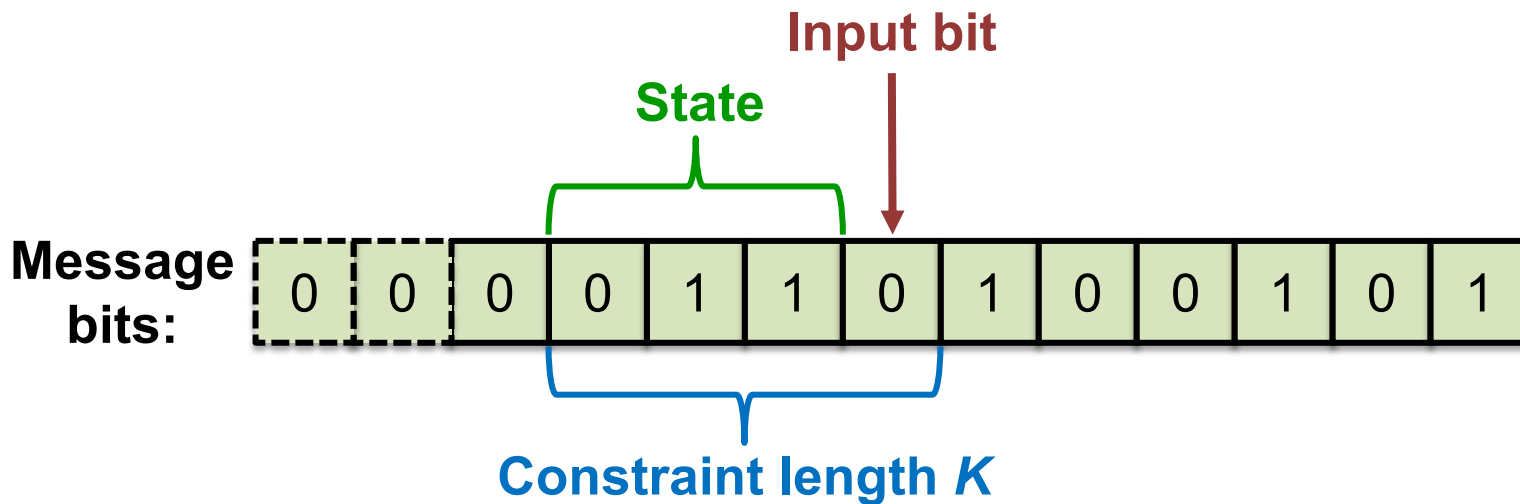 Input bit
State
Message
bits:
0 0 0 0 1 1 0 1 0 0 1 0 1
Constraint length K